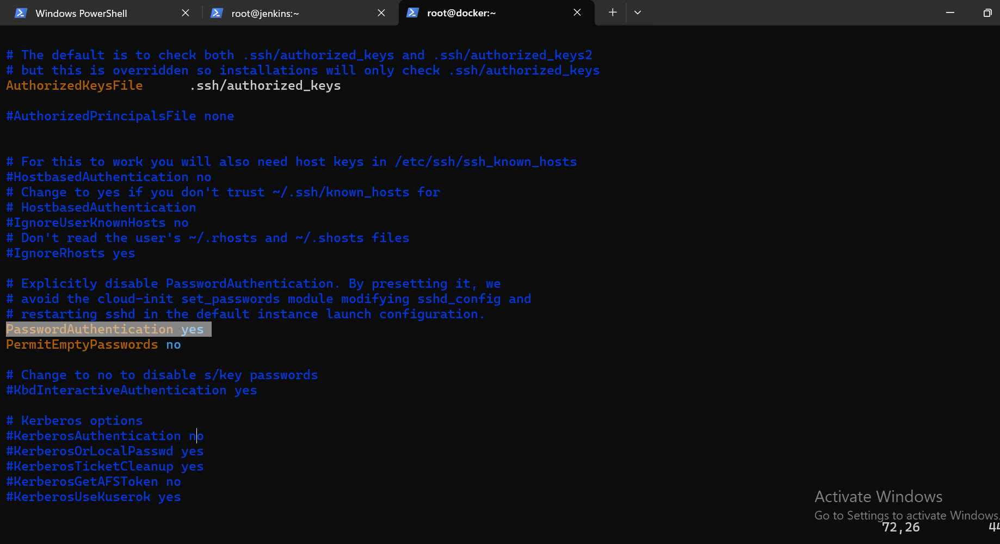 Windows PowerShell
root@jenkins:~
root@docker:~
# The default is to check both .ssh/authorized_keys and .ssh/authorized_keys2
# but this is overridden so installations will only check .ssh/authorized_keys
AuthorizedKeysFile      .ssh/authorized_keys
#AuthorizedPrincipalsFile none
# For this to work you will also need host keys in /etc/ssh/ssh_known_hosts
#HostbasedAuthentication no
# Change to yes if you don't trust ~/.ssh/known_hosts for
# HostbasedAuthentication
#IgnoreUserKnownHosts no
# Don't read the user's ~/.rhosts and ~/.shosts files
#IgnoreRhosts yes
# Explicitly disable PasswordAuthentication. By presetting it, we
# avoid the cloud-init set_passwords module modifying sshd_config and
# restarting sshd in the default instance launch configuration.
PasswordAuthentication yes
PermitEmptyPasswords no
# Change to no to disable s/key passwords
#KbdInteractiveAuthentication yes
# Kerberos options
#KerberosAuthentication no
#KerberosOrLocalPasswd yes
#KerberosTicketCleanup yes
#KerberosGetAFSToken no
#KerberosUseKuserok yes
Activate Windows
Go to Settings to activate Windows.
72,26